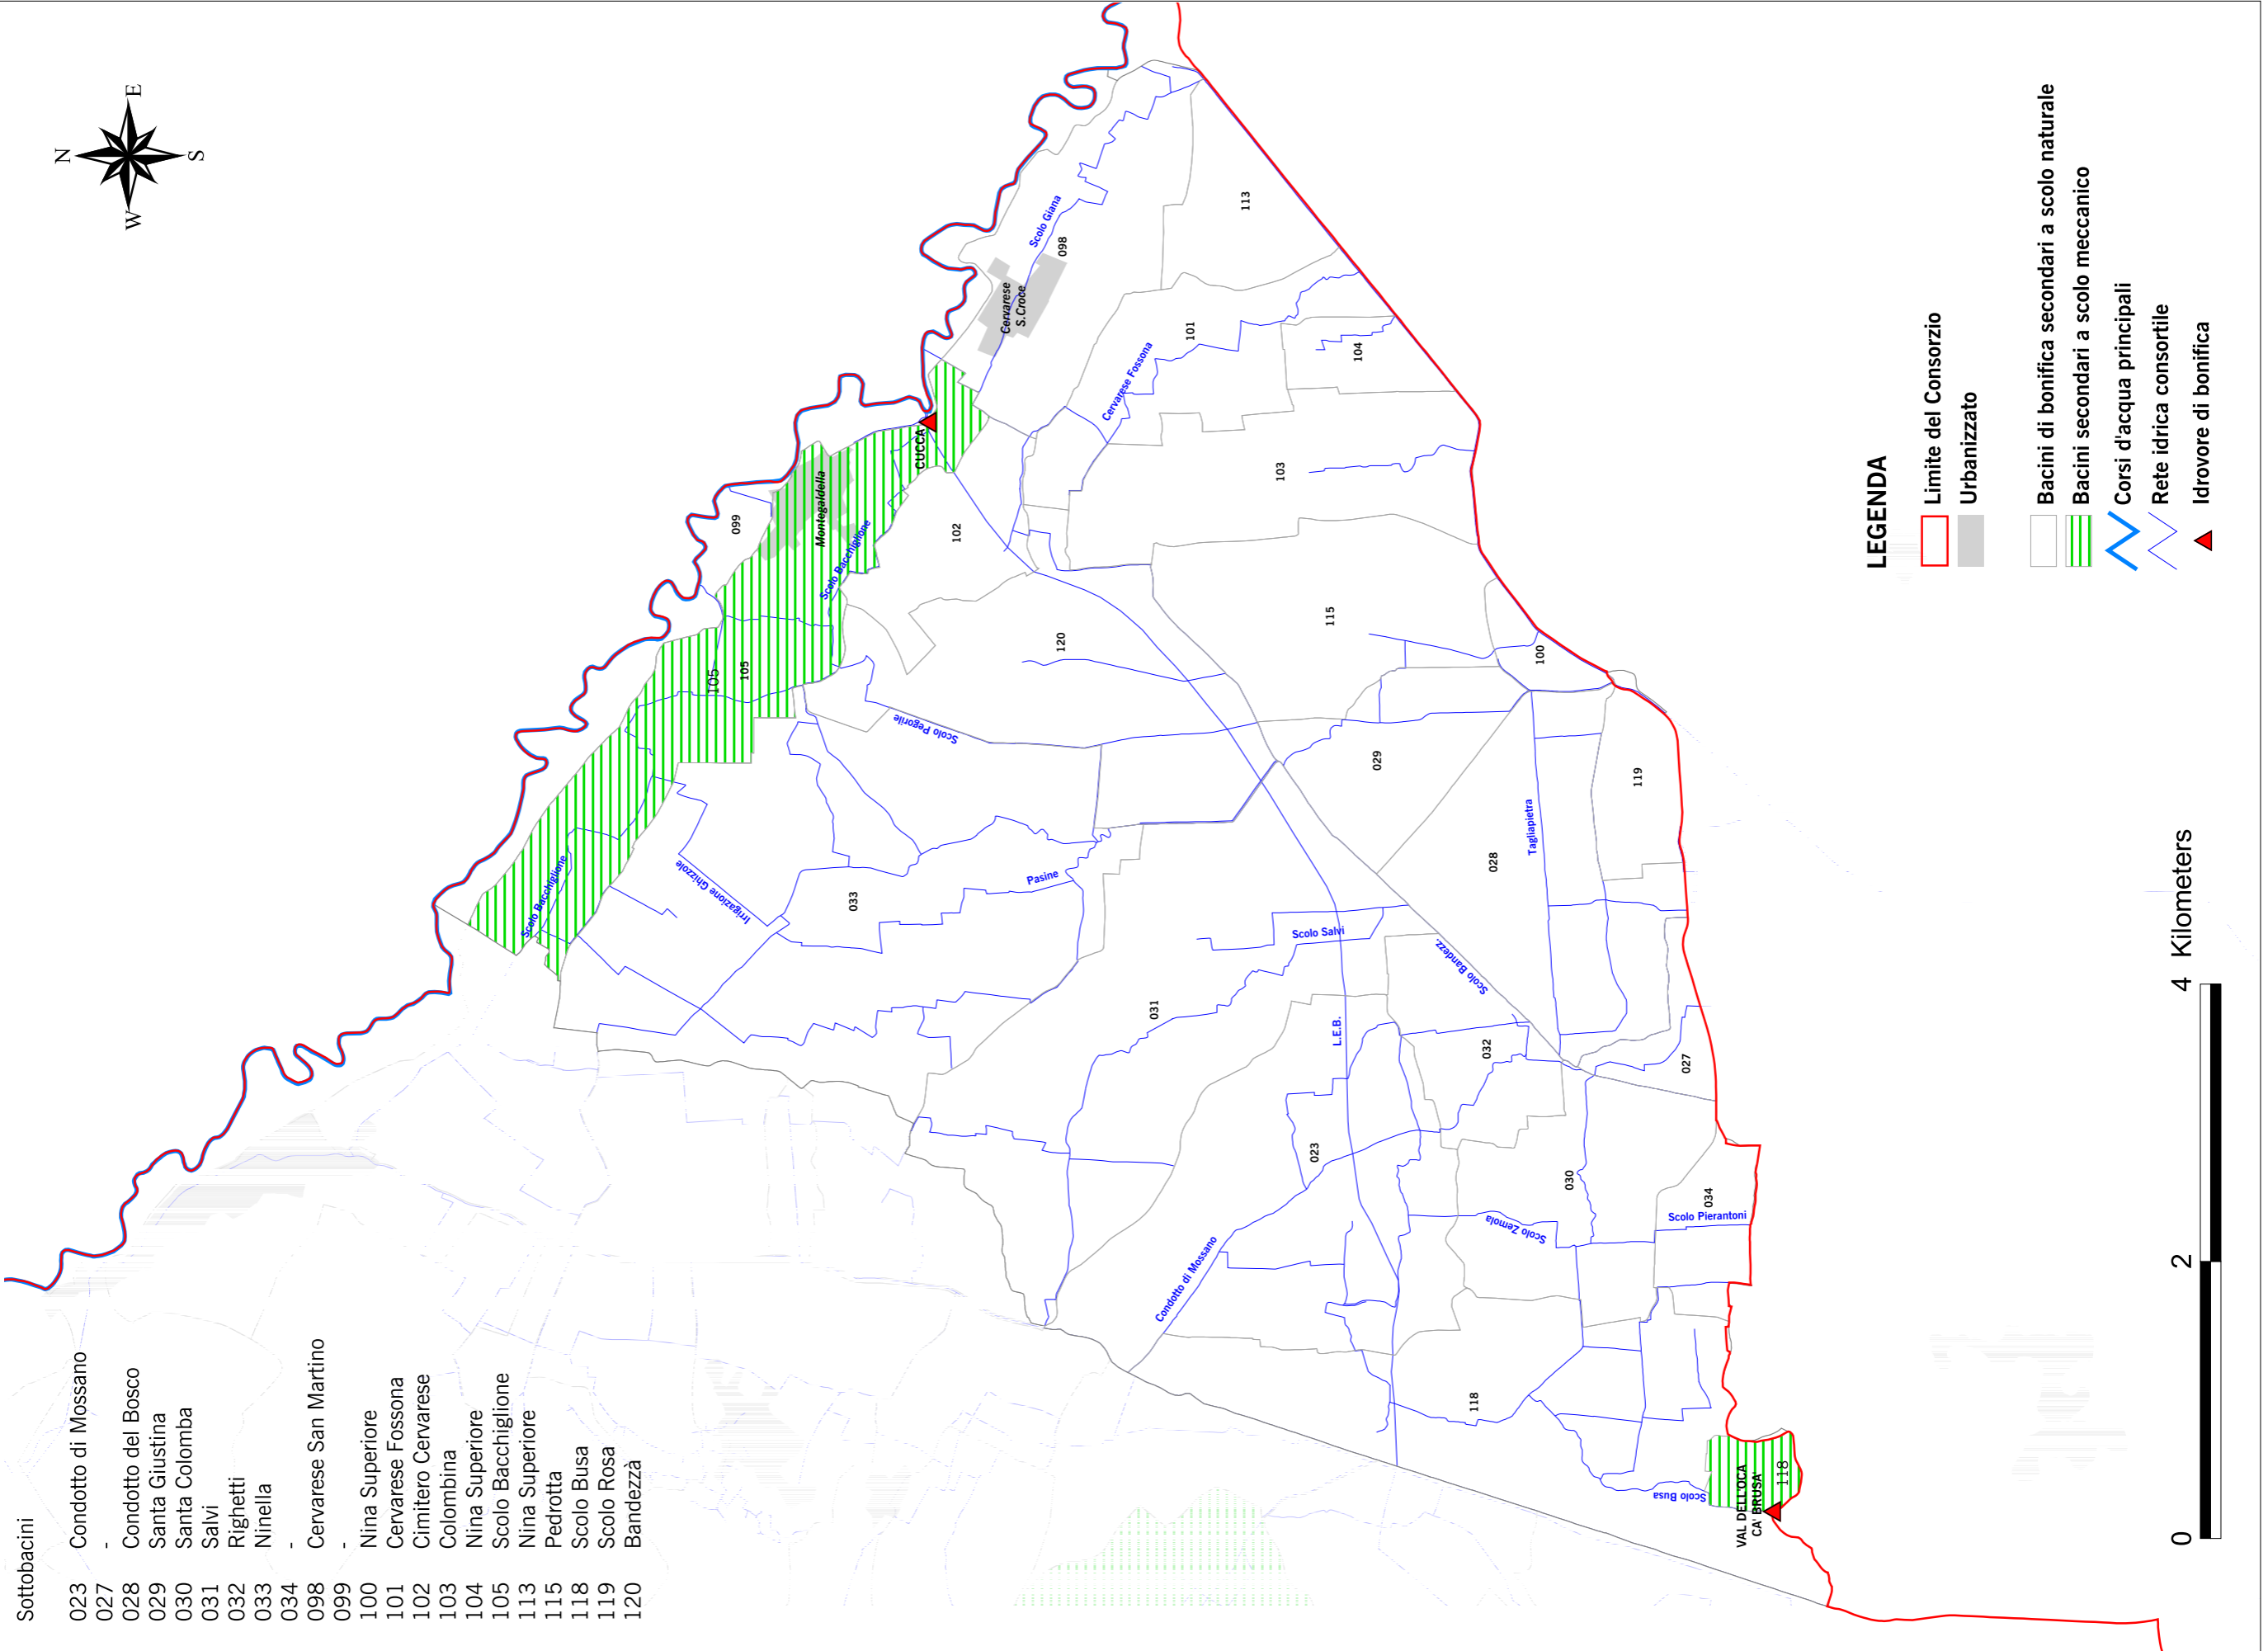 Sottobacini
023 Condotto di Mossano
027 -
028 Condotto del Bosco
029 Santa Giustina
030 Santa Colomba
031 Salvi
032 Righetti
033 Ninella
034 -
098 Cervarese San Martino
099 -
100 Nina Superiore
101 Cervarese Fossona
102 Cimitero Cervarese
103 Colombina
104 Nina Superiore
105 Scolo Bacchiglione
113 Nina Superiore
115 Pedrotta
118 Scolo Busa
119 Scolo Rosa
120 Bandezzà
N
W
E
S
Scolo Bacchiglione
Irrigazione Ghizzole
033
Pasine
105
105
099
Montegaldella
Scolo Bacchiglione
CUCCA
102
Scolo Pegorile
120
Cervarese
S.Croce
Scolo Giana
098
Cervarese Fossona
101
113
104
103
115
100
029
028
Tagliapietra
119
031
Scolo Salvi
L.E.B.
Scolo Bandezz.
032
027
023
Condotto di Mossano
030
Scolo Zemola
034
Scolo Pierantoni
118
Scolo Busa
VAL DELL'OCA
CA' BRUSA'
118
LEGENDA
Limite del Consorzio
Urbanizzato
Bacini di bonifica secondari a scolo naturale
Bacini secondari a scolo meccanico
Corsi d'acqua principali
Rete idrica consortile
Idrovore di bonifica
0
2
4 Kilometers